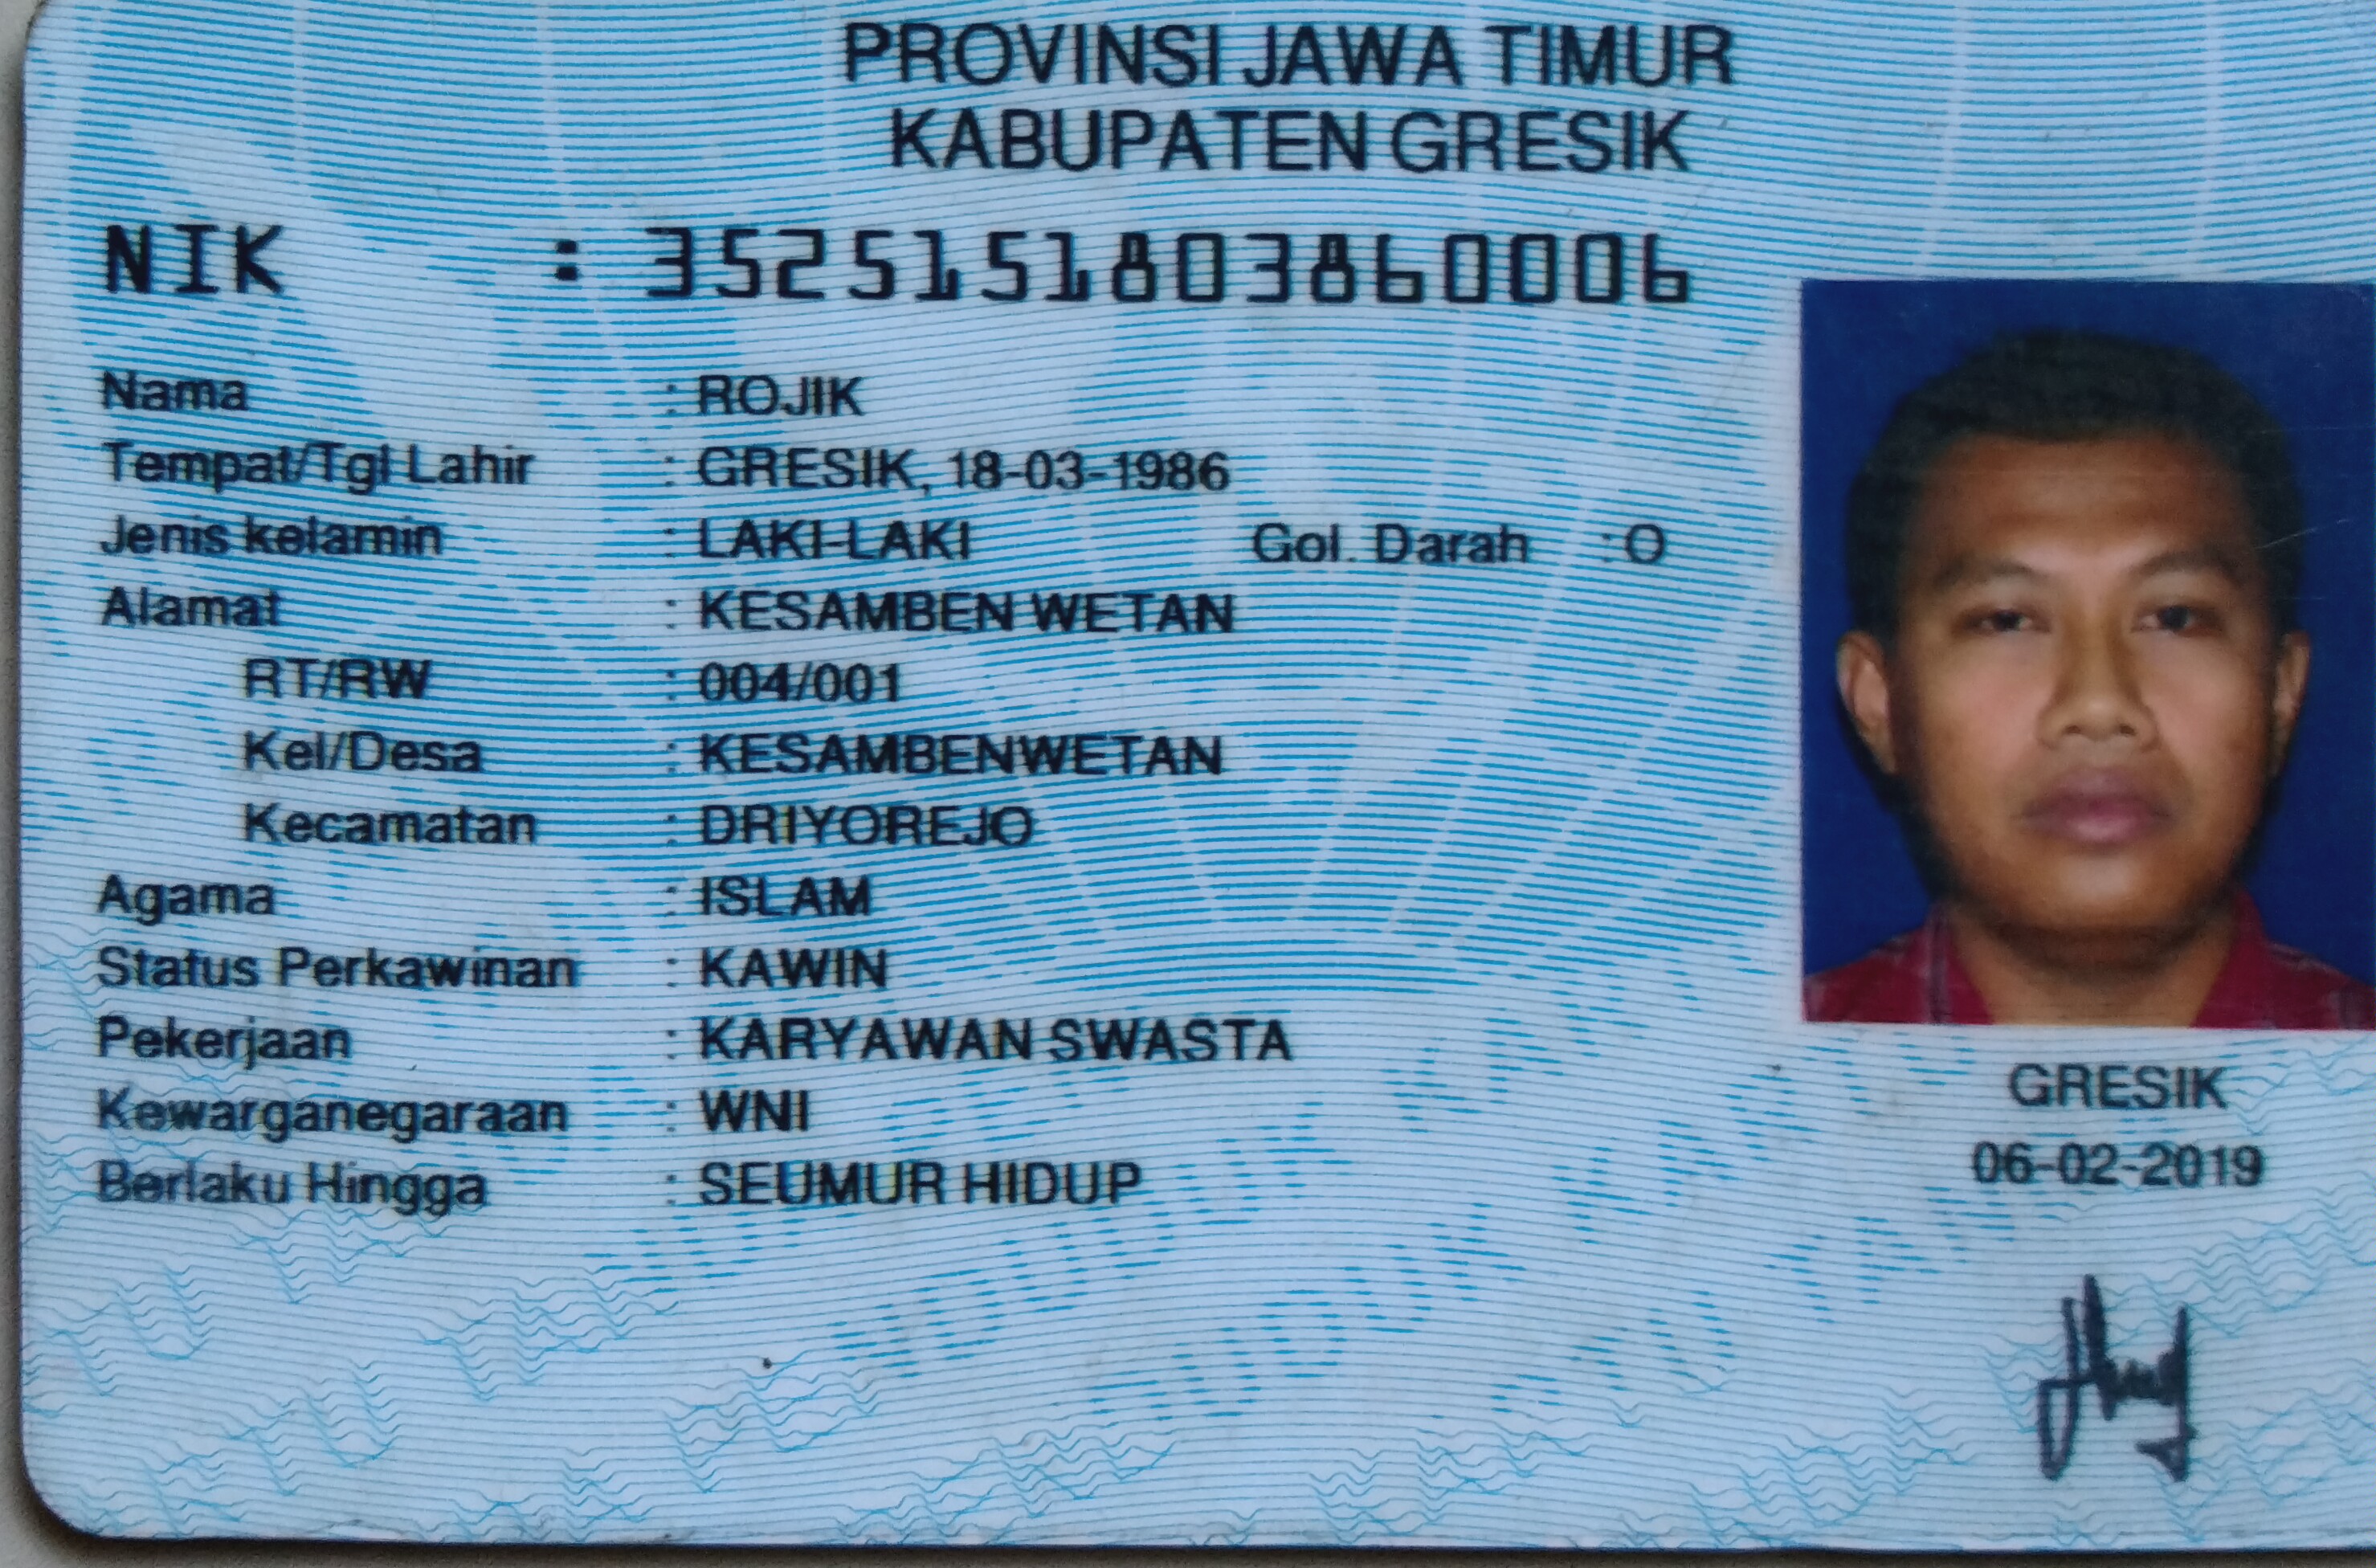 PROVINSI JAWA TIMUR
KABUPATEN GRESIK
NIK : 3525151803860006
Nama : ROJIK
Tempat/Tgl Lahir : GRESIK, 18-03-1986
Jenis kelamin : LAKI-LAKI Gol. Darah : O
Alamat : KESAMBEN WETAN
RT/RW : 004/001
Kel/Desa : KESAMBENWETAN
Kecamatan : DRIYOREJO
Agama : ISLAM
Status Perkawinan : KAWIN
Pekerjaan : KARYAWAN SWASTA
Kewarganegaraan : WNI
Berlaku Hingga : SEUMUR HIDUP
GRESIK
06-02-2019